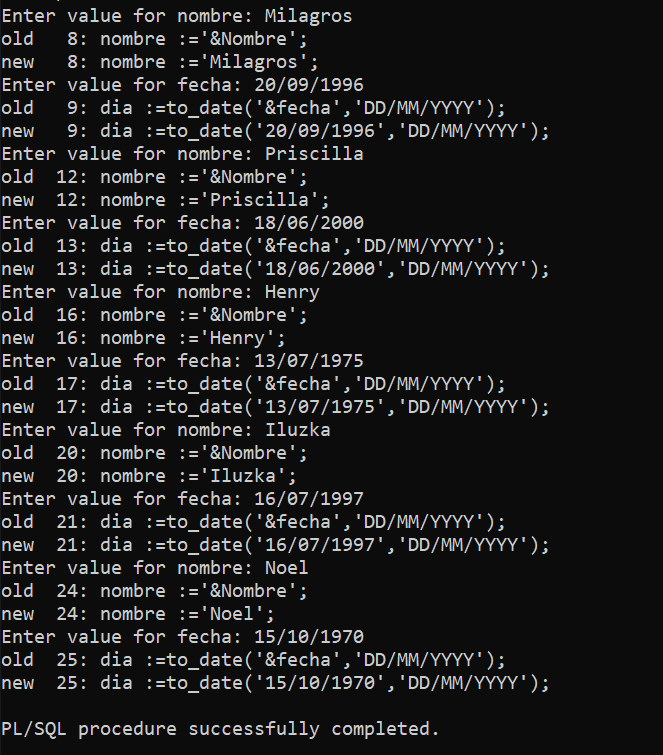 Enter value for nombre: Milagros
old   8: nombre :='&Nombre';
new   8: nombre :='Milagros';
Enter value for fecha: 20/09/1996
old   9: dia :=to_date('&fecha','DD/MM/YYYY');
new   9: dia :=to_date('20/09/1996','DD/MM/YYYY');
Enter value for nombre: Priscilla
old  12: nombre :='&Nombre';
new  12: nombre :='Priscilla';
Enter value for fecha: 18/06/2000
old  13: dia :=to_date('&fecha','DD/MM/YYYY');
new  13: dia :=to_date('18/06/2000','DD/MM/YYYY');
Enter value for nombre: Henry
old  16: nombre :='&Nombre';
new  16: nombre :='Henry';
Enter value for fecha: 13/07/1975
old  17: dia :=to_date('&fecha','DD/MM/YYYY');
new  17: dia :=to_date('13/07/1975','DD/MM/YYYY');
Enter value for nombre: Iluzka
old  20: nombre :='&Nombre';
new  20: nombre :='Iluzka';
Enter value for fecha: 16/07/1997
old  21: dia :=to_date('&fecha','DD/MM/YYYY');
new  21: dia :=to_date('16/07/1997','DD/MM/YYYY');
Enter value for nombre: Noel
old  24: nombre :='&Nombre';
new  24: nombre :='Noel';
Enter value for fecha: 15/10/1970
old  25: dia :=to_date('&fecha','DD/MM/YYYY');
new  25: dia :=to_date('15/10/1970','DD/MM/YYYY');
PL/SQL procedure successfully completed.